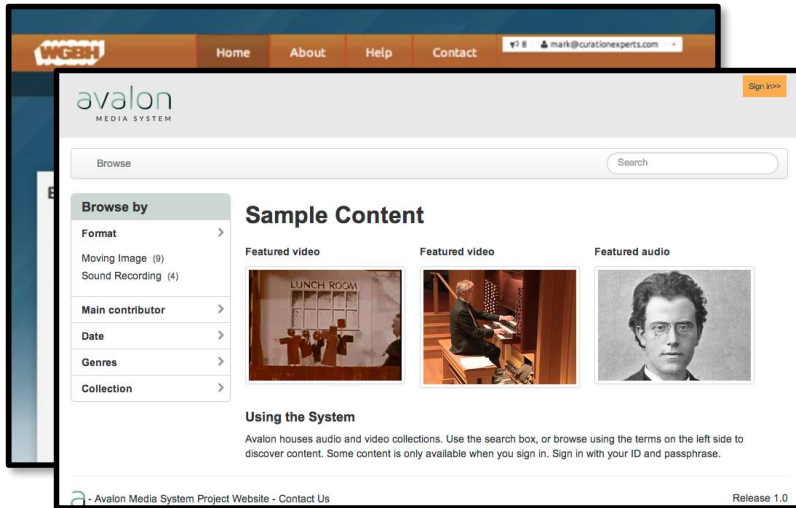 WGBH
Home About Help Contact 8 mark@curationexperts.com
avalon
MEDIA SYSTEM
Sign in>>
Browse Search
Browse by
Format
Moving Image (9)
Sound Recording (4)
Main contributor
Date
Genres
Collection
Sample Content
Featured video Featured video Featured audio
LUNCH ROOM
Using the System
Avalon houses audio and video collections. Use the search box, or browse using the terms on the left side to
discover content. Some content is only available when you sign in. Sign in with your ID and passphrase.
a - Avalon Media System Project Website - Contact Us Release 1.0